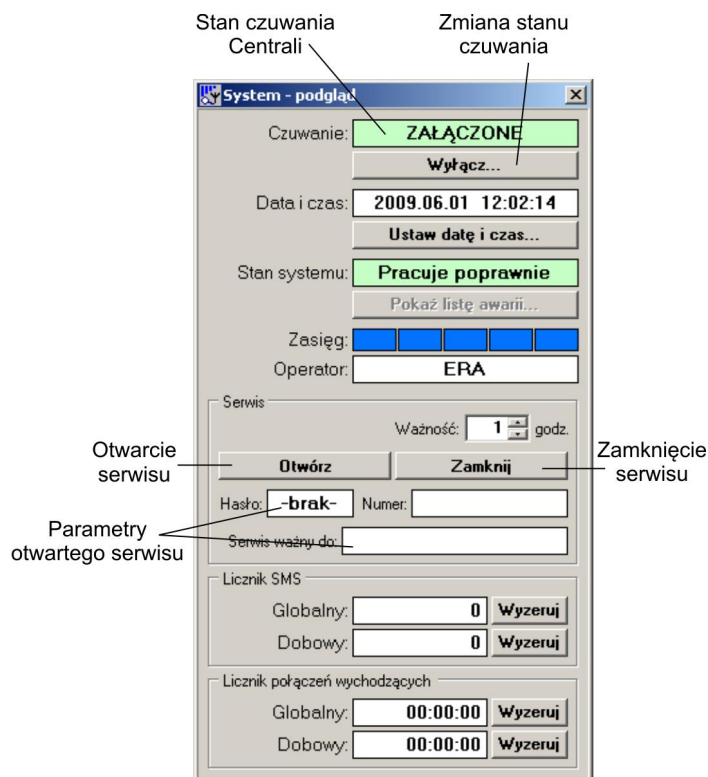 Stan czuwania
Centrali
Zmiana stanu
czuwania
System - podgląd
Czuwanie: ZAŁĄCZONE
Wyłącz...
Data i czas: 2009.06.01 12:02:14
Ustaw datę i czas...
Stan systemu: Pracuje poprawnie
Pokaż listę awarii...
Zasięg:
Operator: ERA
Serwis
Ważność: 1 godz.
Otwarcie
serwisu
Otwórz Zamknij
Zamknięcie
serwisu
Hasło: -brak- Numer:
Parametry
otwartego serwisu
Serwis ważny do:
Licznik SMS
Globalny: 0 Wyzeruj
Dobowy: 0 Wyzeruj
Licznik połączeń wychodzących
Globalny: 00:00:00 Wyzeruj
Dobowy: 00:00:00 Wyzeruj